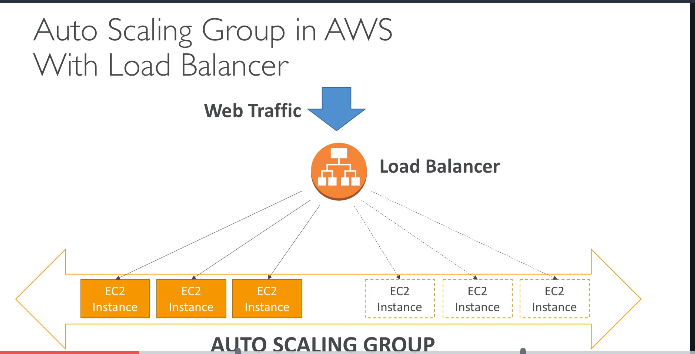 Auto Scaling Group in AWS
With Load Balancer
Web Traffic
Load Balancer
EC2
Instance
EC2
Instance
EC2
Instance
EC2
Instance
EC2
Instance
EC2
Instance
AUTO SCALING GROUP